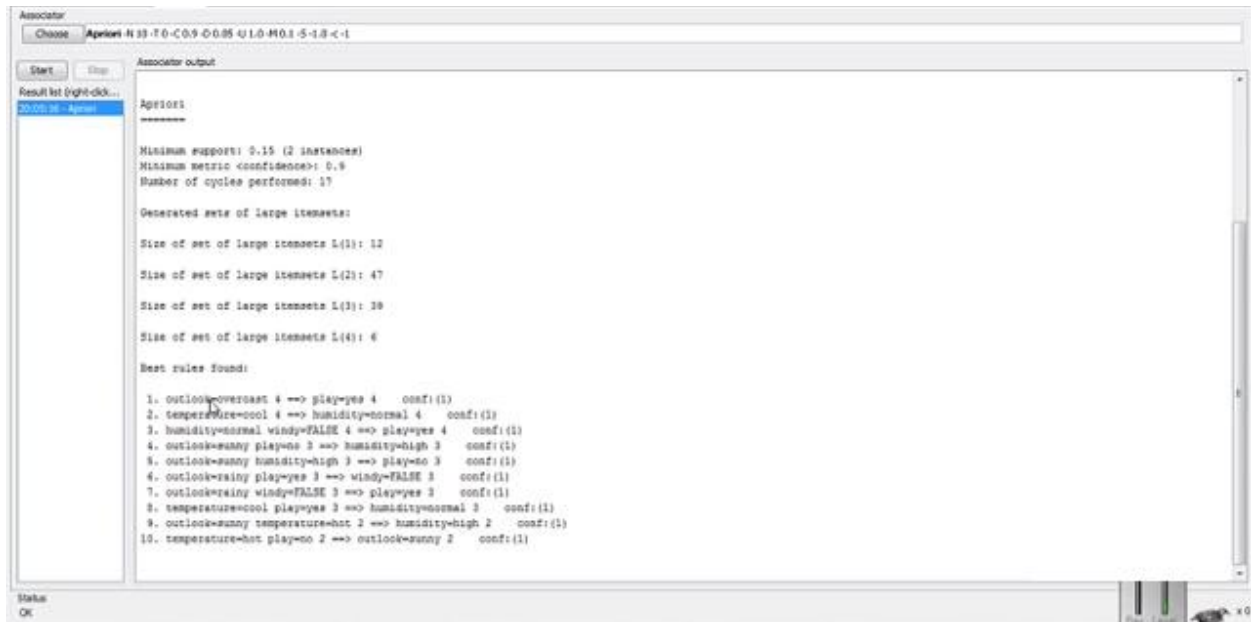 Associator
Choose Apriori -N 10 -T 0 -C 0.9 -D 0.05 -U 1.0 -M 0.1 -S -1.0 -c -1
Start Stop
Associator output
Result list (right-click...
20:05:36 - Apriori
Apriori
=======
Minimum support: 0.15 (2 instances)
Minimum metric <confidence>: 0.9
Number of cycles performed: 17
Generated sets of large itemsets:
Size of set of large itemsets L(1): 12
Size of set of large itemsets L(2): 47
Size of set of large itemsets L(3): 39
Size of set of large itemsets L(4): 6
Best rules found:
1. outlook=overcast 4 ==> play=yes 4 conf:(1)
2. temperature=cool 4 ==> humidity=normal 4 conf:(1)
3. humidity=normal windy=FALSE 4 ==> play=yes 4 conf:(1)
4. outlook=sunny play=no 3 ==> humidity=high 3 conf:(1)
5. outlook=sunny humidity=high 3 ==> play=no 3 conf:(1)
6. outlook=rainy play=yes 3 ==> windy=FALSE 3 conf:(1)
7. outlook=rainy windy=FALSE 3 ==> play=yes 3 conf:(1)
8. temperature=cool play=yes 3 ==> humidity=normal 3 conf:(1)
9. outlook=sunny temperature=hot 2 ==> humidity=high 2 conf:(1)
10. temperature=hot play=no 2 ==> outlook=sunny 2 conf:(1)
Status
OK
x 0